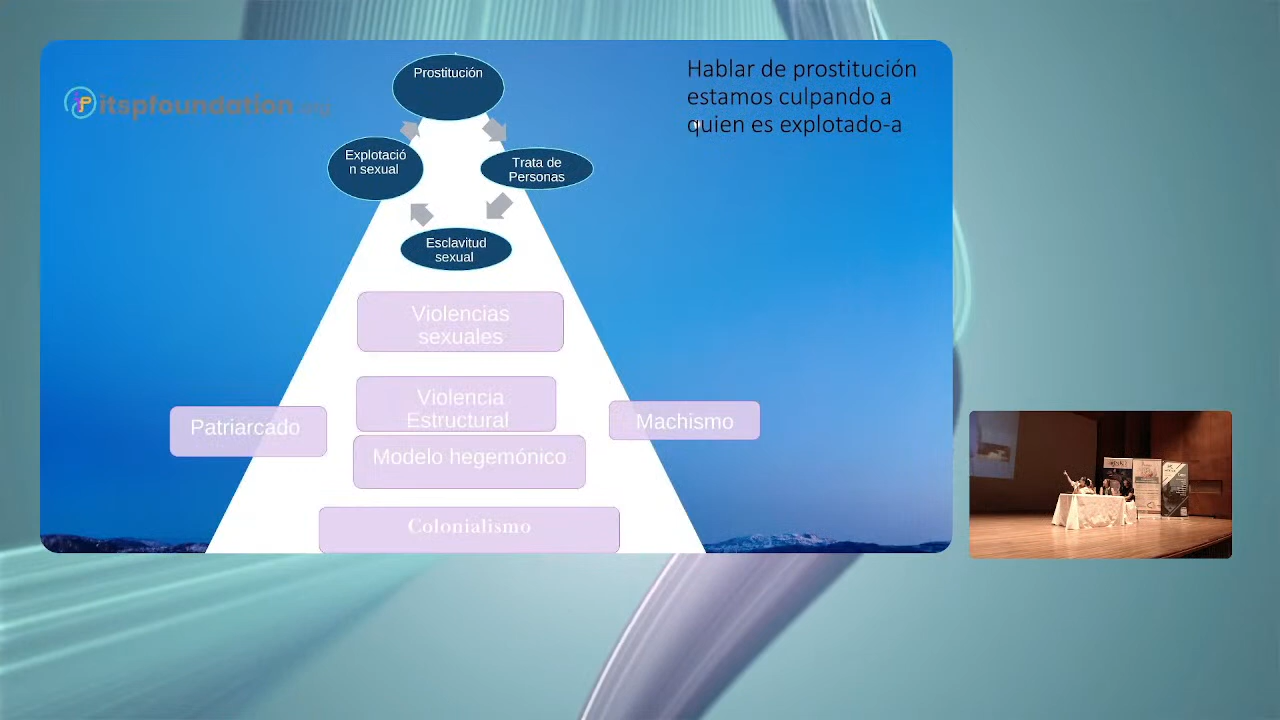 itspfoundation.org
Prostitución
Hablar de prostitución
estamos culpando a
quien es explotado-a
Explotació
n sexual
Trata de
Personas
Esclavitud
sexual
Violencias
sexuales
Violencia
Estructural
Patriarcado
Machismo
Modelo hegemónico
Colonialismo